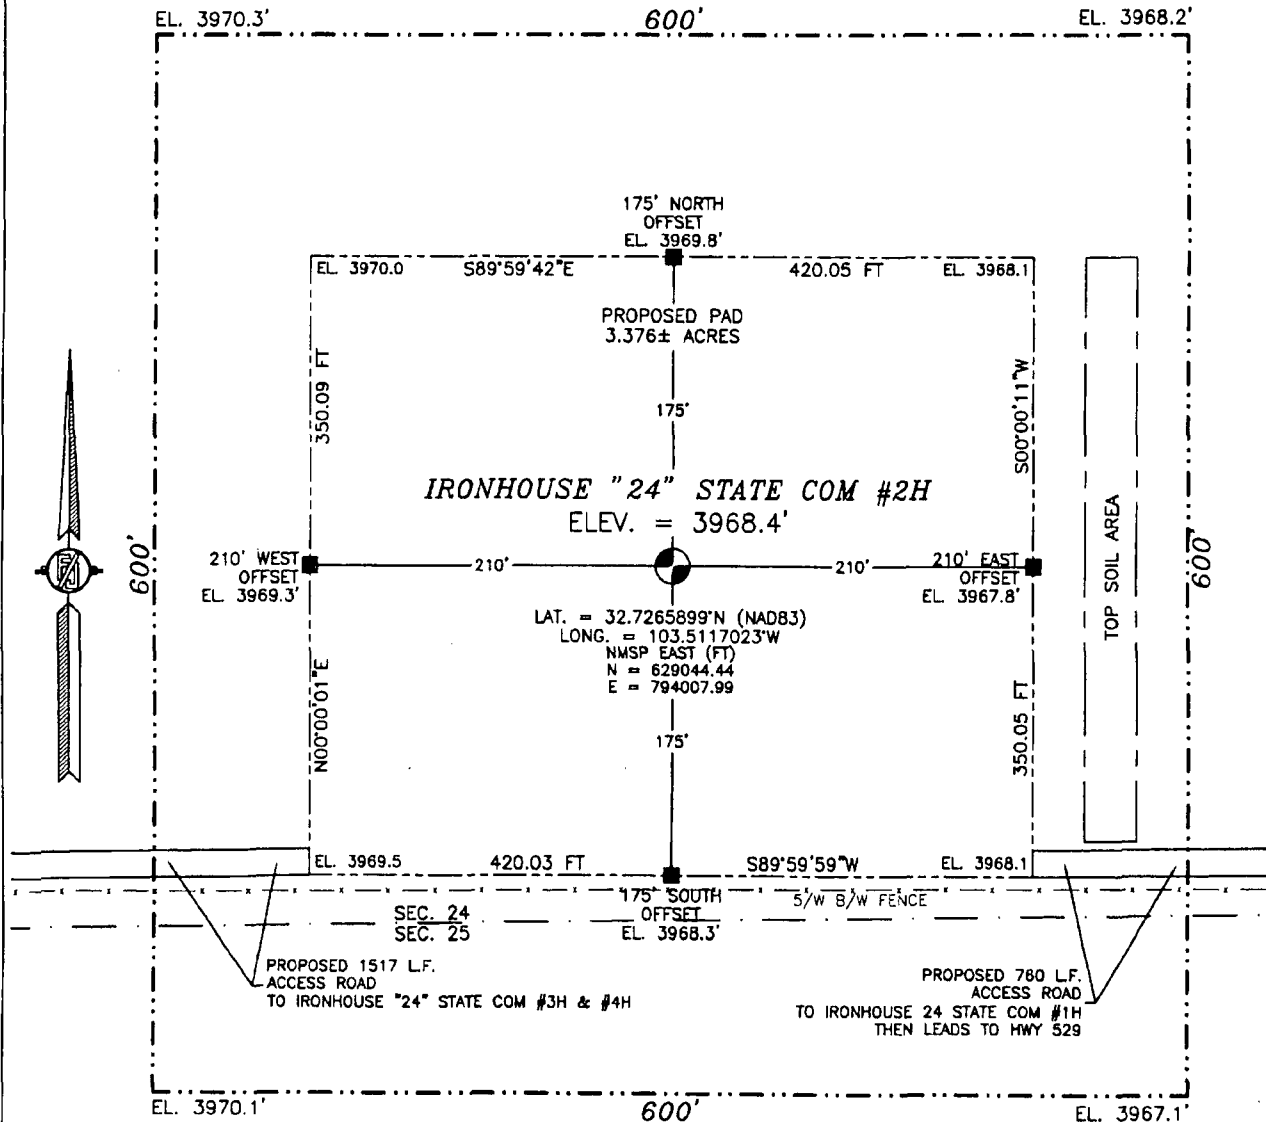 EL. 3970.3'
600'
EL. 3968.2'
175' NORTH
OFFSET
EL. 3969.8'
EL. 3970.0
S89°59'42"E
420.05 FT
EL. 3968.1
PROPOSED PAD
3.376± ACRES
350.09 FT
175'
S00°00'11"W
IRONHOUSE "24" STATE COM #2H
ELEV. = 3968.4'
600'
210' WEST
OFFSET
EL. 3969.3'
210'
210'
210' EAST
OFFSET
EL. 3967.8'
TOP SOIL AREA
600'
LAT. = 32.7265899°N (NAD83)
LONG. = 103.5117023°W
NMSP EAST (FT)
N = 629044.44
E = 794007.99
N00°00'01"E
175'
350.05 FT
EL. 3969.5
420.03 FT
S89°59'59"W
EL. 3968.1
175' SOUTH
OFFSET
EL. 3968.3'
5/W B/W FENCE
SEC. 24
SEC. 25
PROPOSED 1517 L.F.
ACCESS ROAD
TO IRONHOUSE "24" STATE COM #3H & #4H
PROPOSED 760 L.F.
ACCESS ROAD
TO IRONHOUSE 24 STATE COM #1H
THEN LEADS TO HWY 529
EL. 3970.1'
600'
EL. 3967.1'